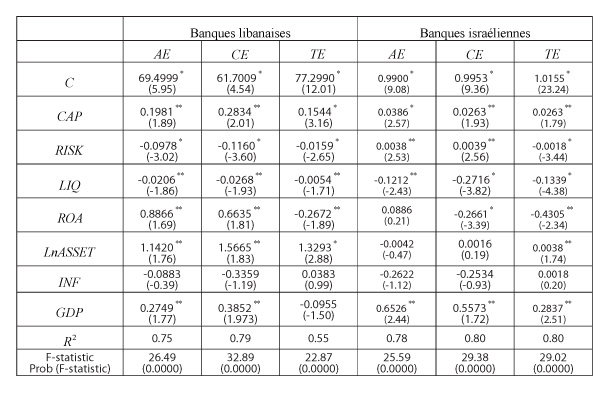 Banques libanaises Banques israéliennes
AE CE TE AE CE TE
C 69.4999* 61.7009* 77.2990* 0.9900* 0.9953* 1.0155*
(5.95) (4.54) (12.01) (9.08) (9.36) (23.24)
CAP 0.1981** 0.2834** 0.1544* 0.0386* 0.0263** 0.0263**
(1.89) (2.01) (3.16) (2.57) (1.93) (1.79)
RISK -0.0978* -0.1160* -0.0159* 0.0038** 0.0039** -0.0018*
(-3.02) (-3.60) (-2.65) (2.53) (2.56) (-3.44)
LIQ -0.0206** -0.0268** -0.0054** -0.1212** -0.2716* -0.1339*
(-1.86) (-1.93) (-1.71) (-2.43) (-3.82) (-4.38)
ROA 0.8866** 0.6635** -0.2672** 0.0886 -0.2661* -0.4305**
(1.69) (1.81) (-1.89) (0.21) (-3.39) (-2.34)
LnASSET 1.1420** 1.5665** 1.3293* -0.0042 0.0016 0.0038**
(1.76) (1.83) (2.88) (-0.47) (0.19) (1.74)
INF -0.0883 -0.3359 0.0383 -0.2622 -0.2534 0.0018
(-0.39) (-1.19) (0.99) (-1.12) (-0.93) (0.20)
GDP 0.2749** 0.3852** -0.0955 0.6526** 0.5573** 0.2837**
(1.77) (1.973) (-1.50) (2.44) (1.72) (2.51)
R² 0.75 0.79 0.55 0.78 0.80 0.80
F-statistic 26.49 32.89 22.87 25.59 29.38 29.02
Prob (F-statistic) (0.0000) (0.0000) (0.0000) (0.0000) (0.0000) (0.0000)